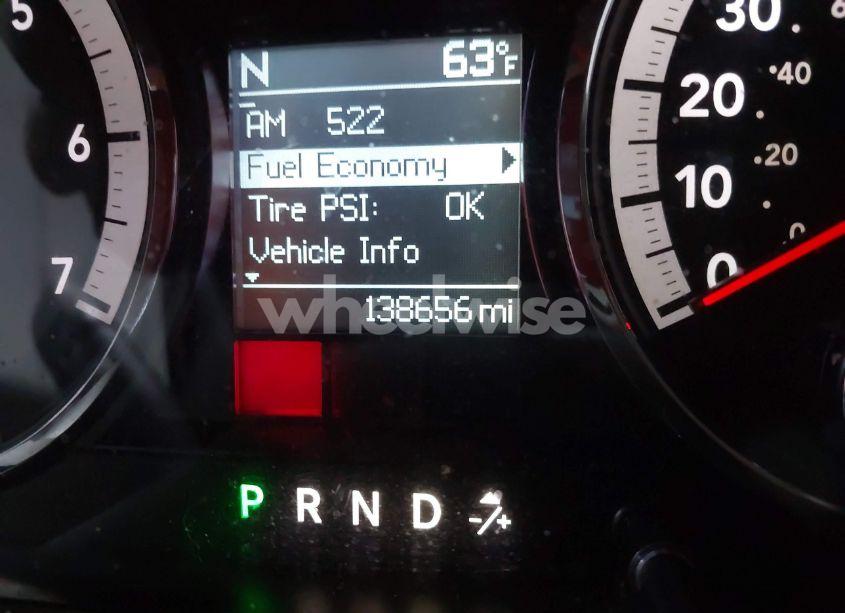 5
6
7
N 63°F
AM 522
Fuel Economy
Tire PSI: OK
Vehicle Info
138656 mi
wheelwise
30
20
10
0
40
20
0
P R N D -/+